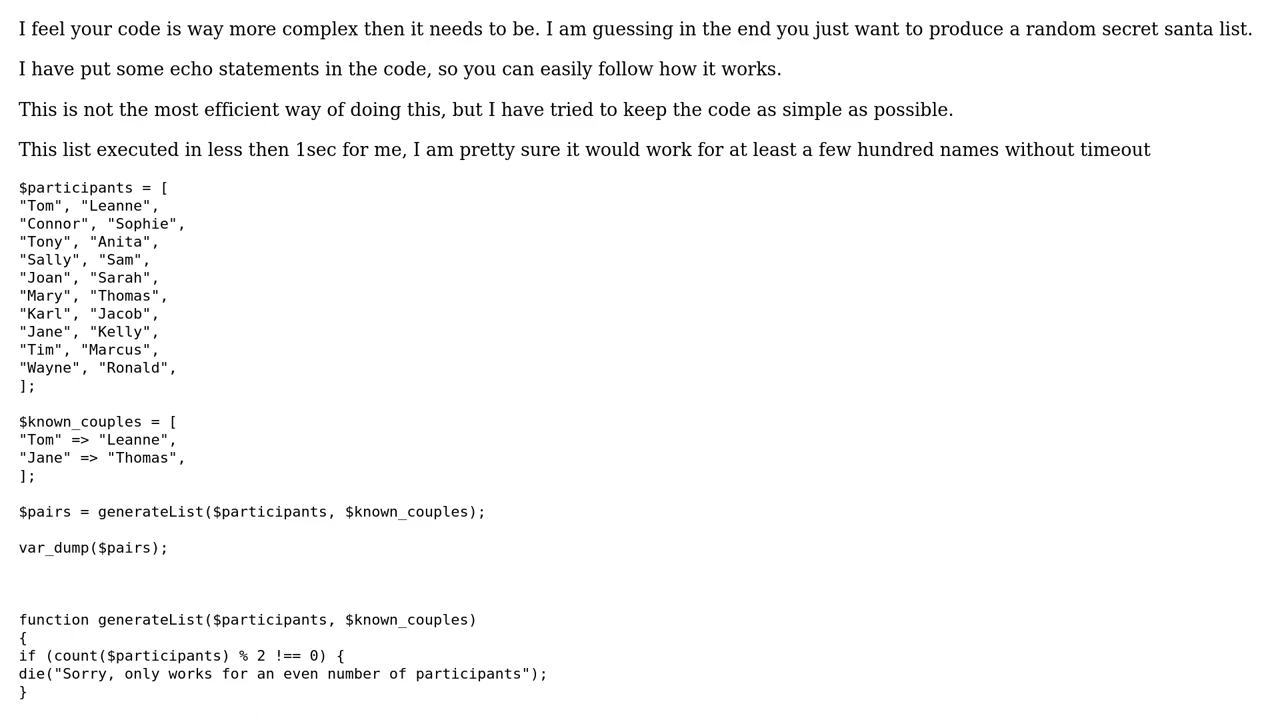 I feel your code is way more complex then it needs to be. I am guessing in the end you just want to produce a random secret santa list.
I have put some echo statements in the code, so you can easily follow how it works.
This is not the most efficient way of doing this, but I have tried to keep the code as simple as possible.
This list executed in less then 1sec for me, I am pretty sure it would work for at least a few hundred names without timeout
$participants = [
"Tom", "Leanne",
"Connor", "Sophie",
"Tony", "Anita",
"Sally", "Sam",
"Joan", "Sarah",
"Mary", "Thomas",
"Karl", "Jacob",
"Jane", "Kelly",
"Tim", "Marcus",
"Wayne", "Ronald",
];
$known_couples = [
"Tom" => "Leanne",
"Jane" => "Thomas",
];
$pairs = generateList($participants, $known_couples);
var_dump($pairs);
function generateList($participants, $known_couples)
{
if (count($participants) % 2 !== 0) {
die("Sorry, only works for an even number of participants");
}